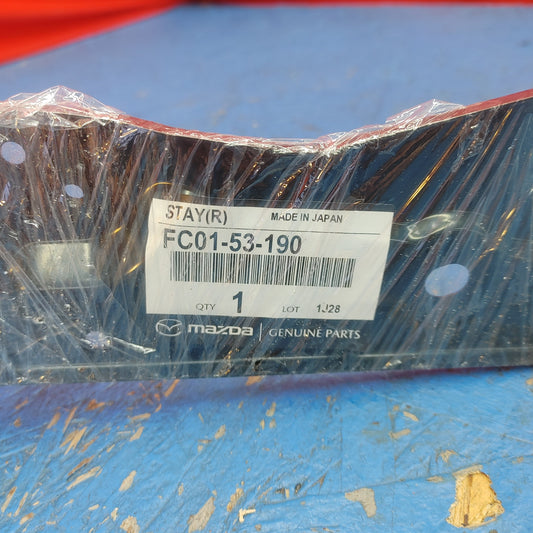 STAY(R) MADE IN JAPAN
FC01-53-190
QTY 1 LOT 1J28
mazda GENUINE PARTS